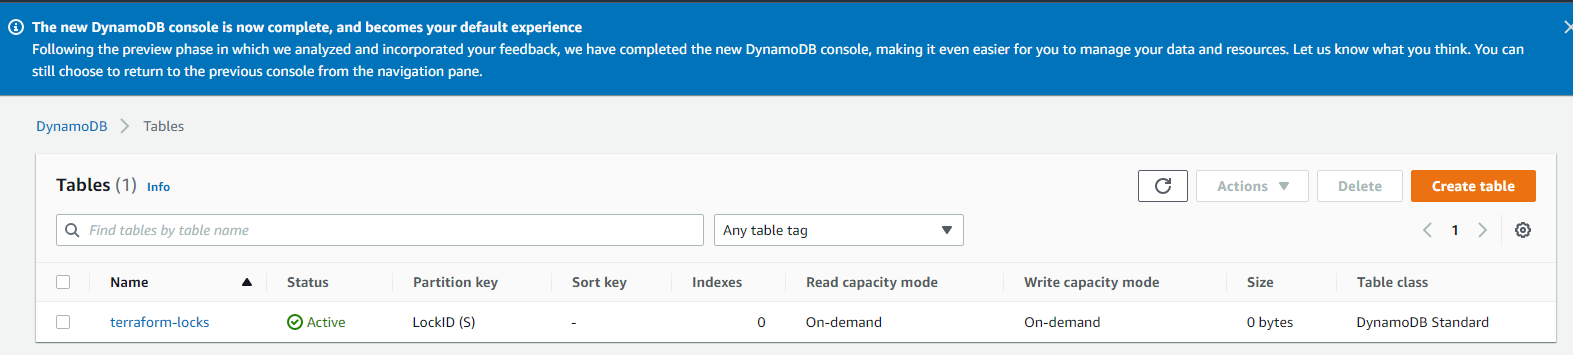 The new DynamoDB console is now complete, and becomes your default experience
Following the preview phase in which we analyzed and incorporated your feedback, we have completed the new DynamoDB console, making it even easier for you to manage your data and resources. Let us know what you think. You can
still choose to return to the previous console from the navigation pane.
DynamoDB > Tables
Tables (1) Info
Actions Delete Create table
Find tables by table name Any table tag 1
Name Status Partition key Sort key Indexes Read capacity mode Write capacity mode Size Table class
terraform-locks Active LockID (S) - 0 On-demand On-demand 0 bytes DynamoDB Standard